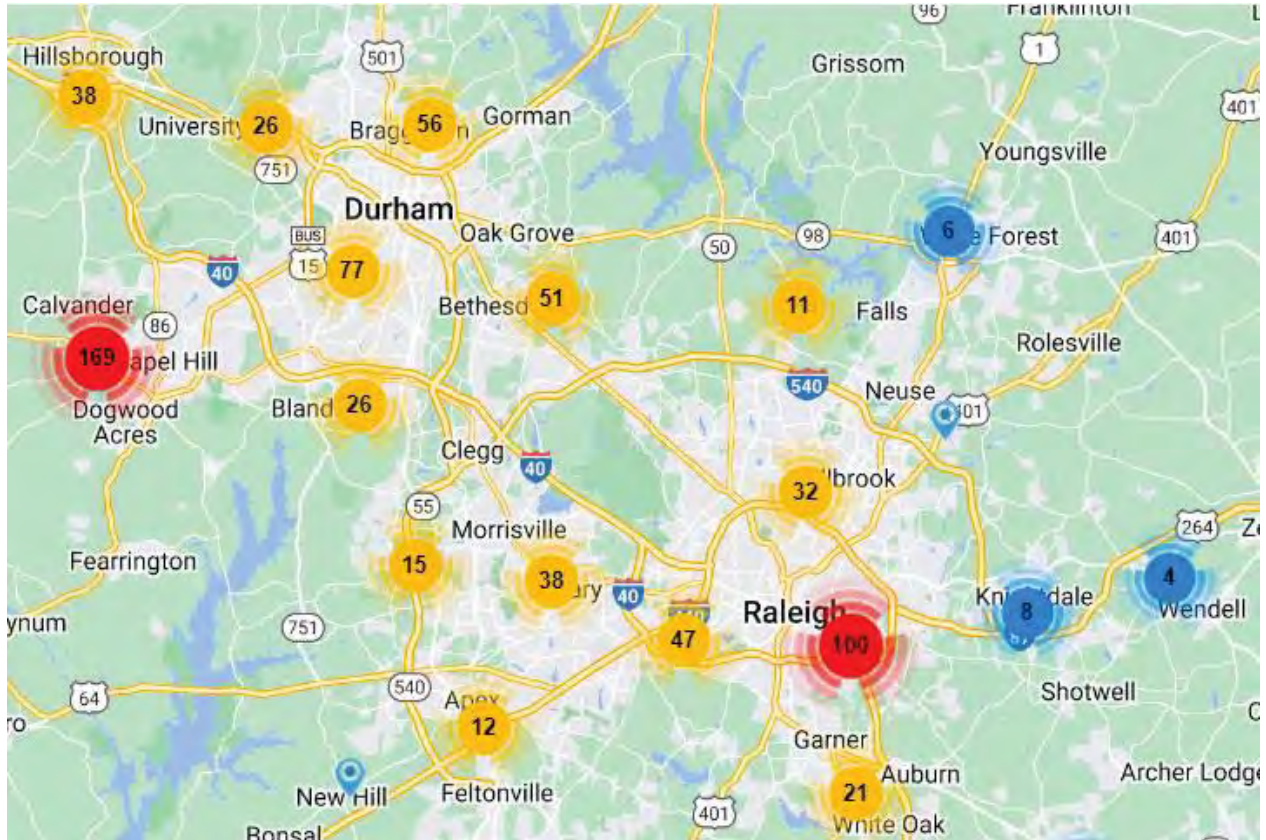 96
Franklinton
Hillsborough
501
1
Grissom
38
401
University
26
56
Gorman
751
Youngsville
Durham
BUS
15
Oak Grove
50
98
6
Forest
401
40
77
Calvander
Bethesd
51
11
Falls
86
169
apel Hill
Rolesville
540
Neuse
Dogwood
Acres
Bland
26
401
Clegg
40
32
lbrook
55
Morrisville
264
Fearrington
15
38
ary
40
4
Wendell
Raleigh
8
47
100
ynum
751
540
64
Shotwell
ro
Apex
12
Garner
Auburn
Archer Lodge
New Hill
Feltonville
21
401
White Oak
Bonsal